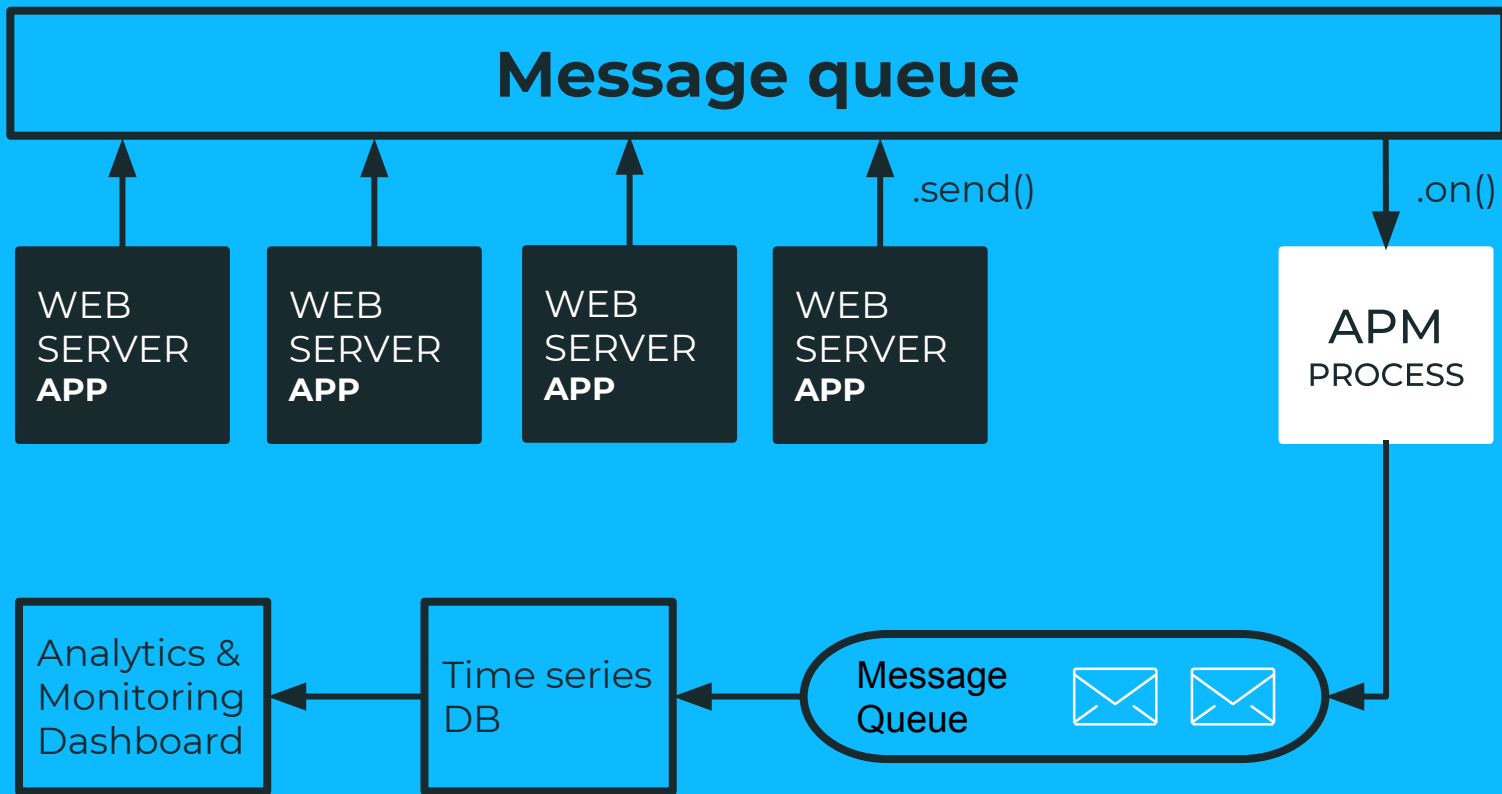 Message queue
.send()
.on()
WEB
SERVER
APP
WEB
SERVER
APP
WEB
SERVER
APP
WEB
SERVER
APP
APM
PROCESS
Analytics &
Monitoring
Dashboard
Time series
DB
Message
Queue